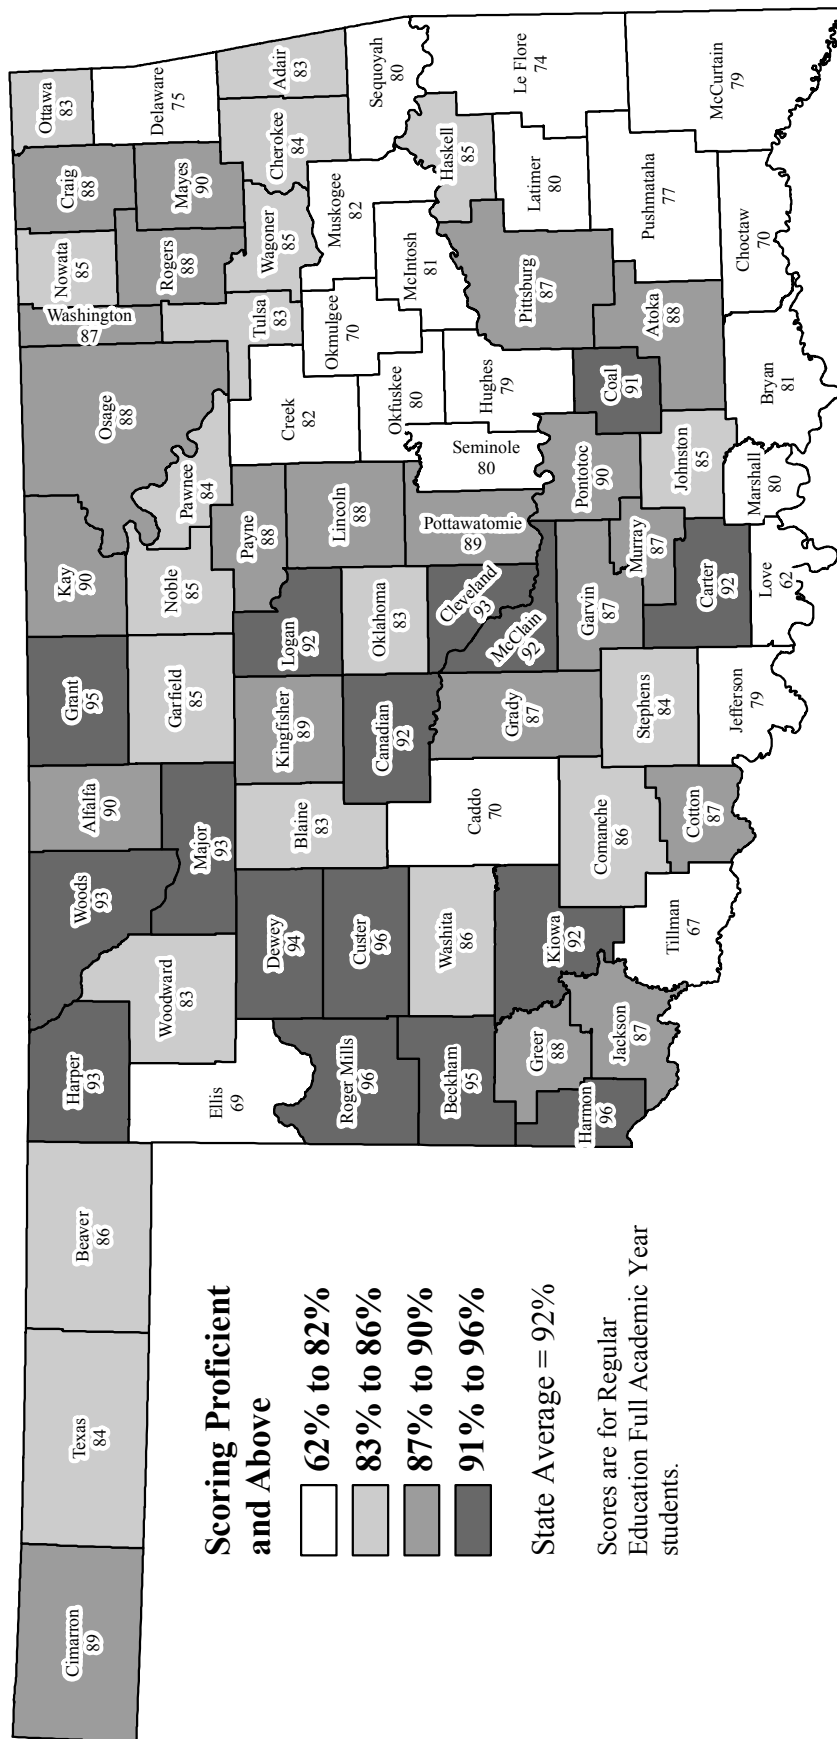 Cimarron
89
Texas
84
Beaver
86
Harper
93
Woods
93
Alfalfa
90
Grant
95
Kay
90
Osage
88
Washington
87
Nowata
85
Craig
88
Ottawa
83
Ellis
69
Woodward
83
Major
93
Garfield
85
Noble
85
Pawnee
84
Rogers
88
Mayes
90
Delaware
75
Roger Mills
96
Dewey
94
Blaine
83
Kingfisher
89
Logan
92
Payne
88
Creek
82
Tulsa
83
Wagoner
85
Cherokee
84
Adair
83
Custer
96
Canadian
92
Oklahoma
83
Lincoln
88
Okfuskee
80
Okmulgee
70
Muskogee
82
Sequoyah
80
Beckham
95
Washita
86
Caddo
70
Grady
87
Cleveland
93
McClain
92
Pottawatomie
89
Seminole
80
Hughes
79
McIntosh
81
Haskell
85
Le Flore
74
Greer
88
Kiowa
92
Harmon
96
Jackson
87
Comanche
86
Stephens
84
Garvin
87
Murray
87
Pontotoc
90
Coal
91
Pittsburg
87
Latimer
80
Tillman
67
Cotton
87
Jefferson
79
Carter
92
Johnston
85
Atoka
88
Pushmataha
77
McCurtain
79
Love
62
Marshall
80
Bryan
81
Choctaw
70
Scoring Proficient
and Above
62% to 82%
83% to 86%
87% to 90%
91% to 96%
State Average = 92%
Scores are for Regular
Education Full Academic Year
students.